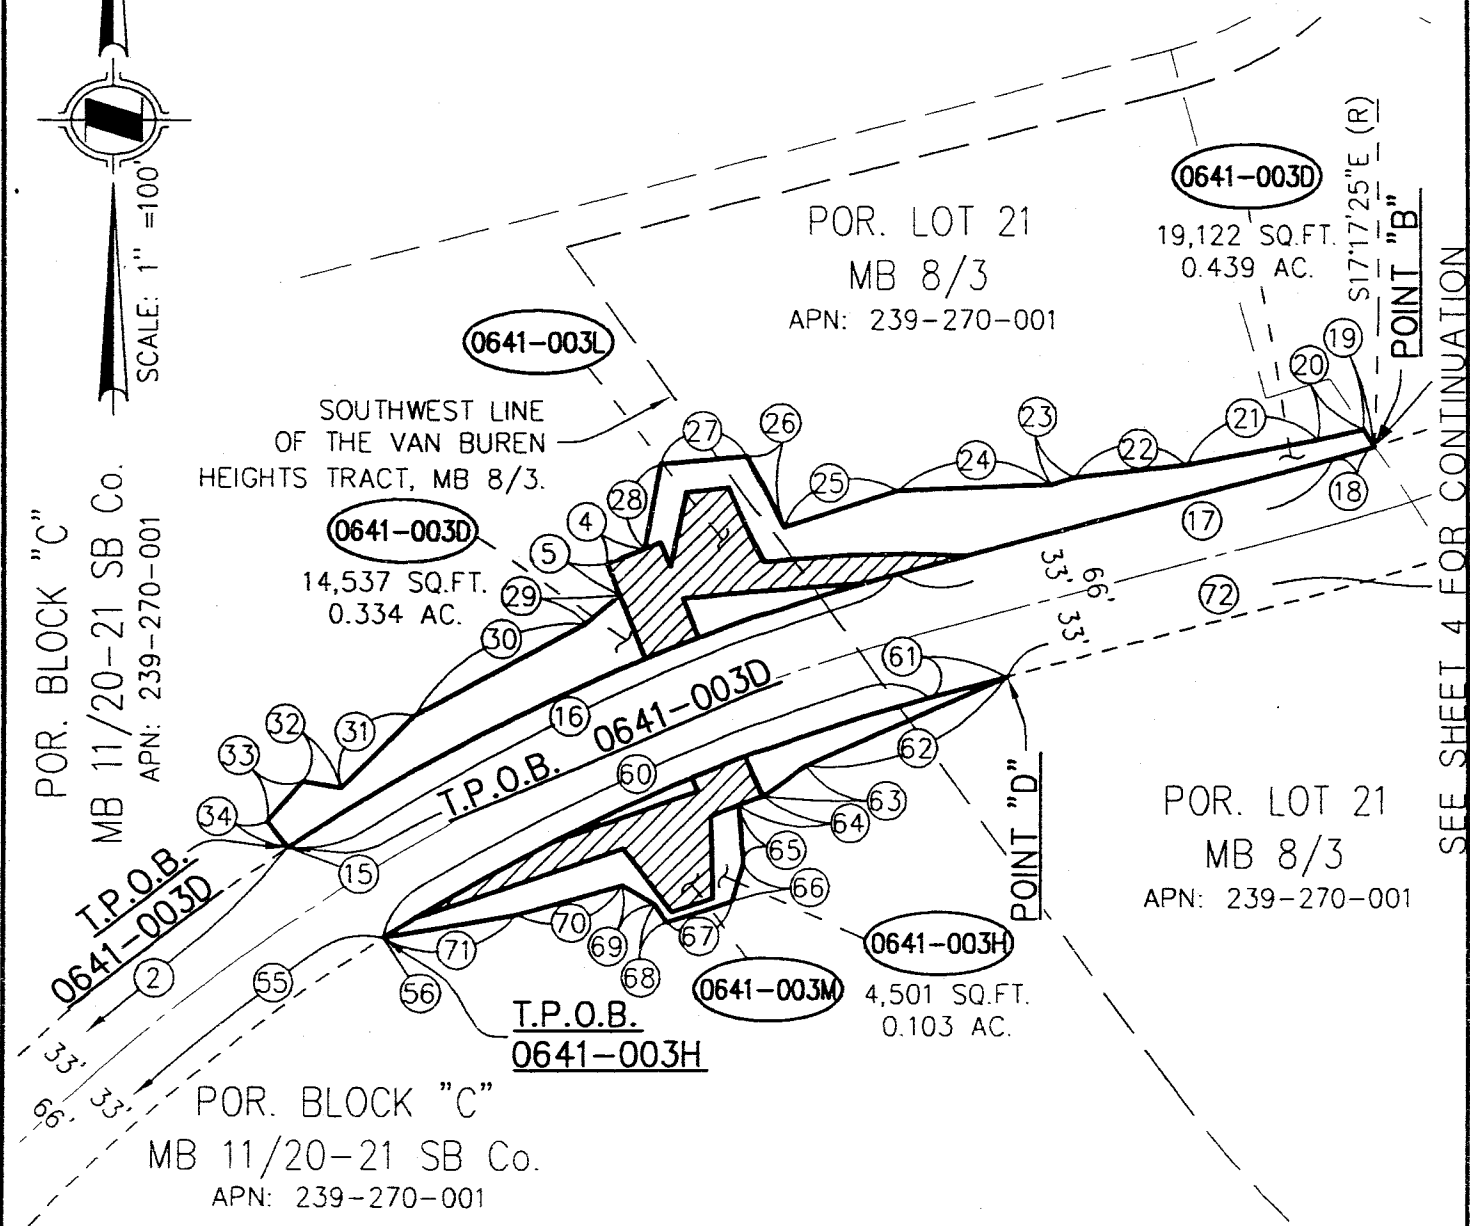 SCALE: 1" =100'
0641-003D
19,122 SQ.FT.
0.439 AC.
S17°17'25"E (R)
POINT "B"
POR. LOT 21
MB 8/3
APN: 239-270-001
0641-003L
SOUTHWEST LINE
OF THE VAN BUREN
HEIGHTS TRACT, MB 8/3.
0641-003D
14,537 SQ.FT.
0.334 AC.
POR. BLOCK "C"
MB 11/20-21 SB Co.
APN: 239-270-001
SEE SHEET 4 FOR CONTINUATION
19
20
21
22
23
24
25
26
27
28
4
5
29
30
31
32
33
34
15
16
17
18
33'
66'
33'
72
61
60
62
63
64
65
66
67
68
69
70
71
56
55
2
T.P.O.B. 0641-003D
T.P.O.B.
0641-003D
POINT "D"
POR. LOT 21
MB 8/3
APN: 239-270-001
0641-003H
4,501 SQ.FT.
0.103 AC.
0641-003M
T.P.O.B.
0641-003H
33'
66'
33'
POR. BLOCK "C"
MB 11/20-21 SB Co.
APN: 239-270-001